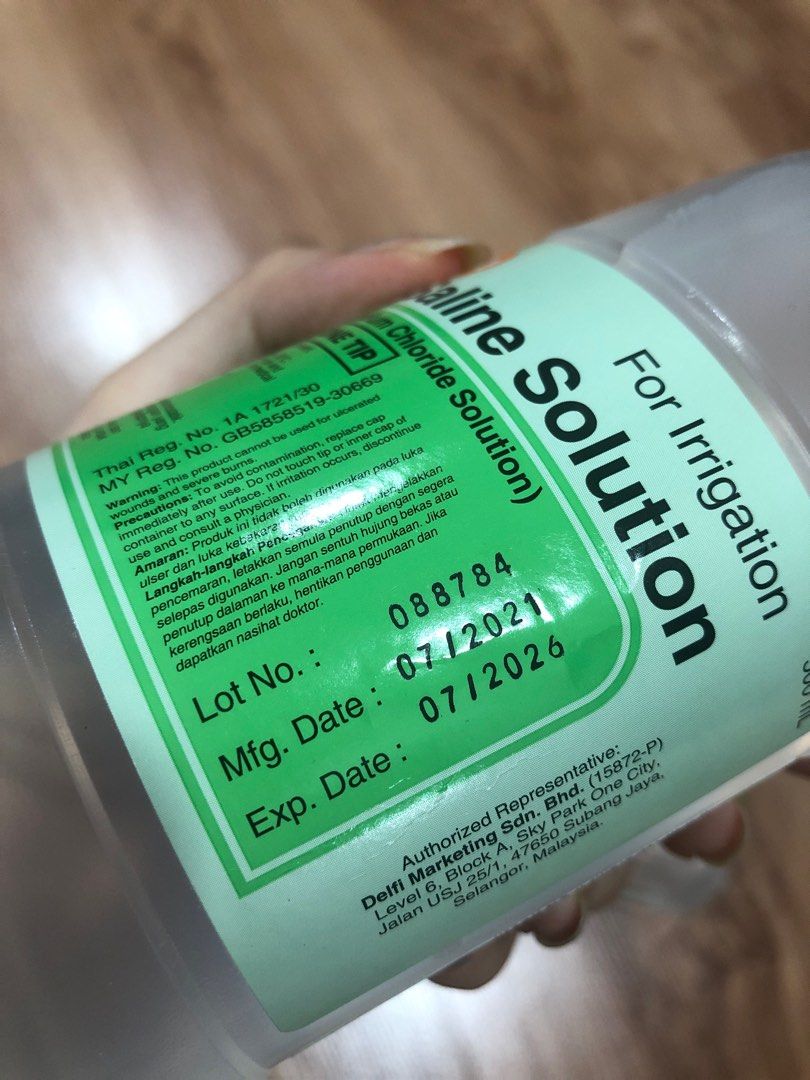 aline Solution
For Irrigation
Chloride Solution)
TIP
Thai Reg. No. 1A 1721/30
MY Reg. No. GB5858519-30669
Warning: This product cannot be used for ulcerated
wounds and severe burns.
Precautions: To avoid contamination, replace cap
immediately after use. Do not touch tip or inner cap of
container to any surface. If irritation occurs, discontinue
use and consult a physician.
Amaran: Produk ini tidak boleh digunakan pada luka
ulser dan luka
Langkah-langkah mengelakkan
pencemaran, letakkan semula penutup dengan segera
selepas digunakan. Jangan sentuh hujung bekas atau
penutup dalaman ke mana-mana permukaan. Jika
kerengsaan berlaku, hentikan penggunaan dan
dapatkan nasihat doktor.
Lot No. : 088784
Mfg. Date : 07/2021
Exp. Date : 07/2026
Authorized Representative:
Delfi Marketing Sdn. Bhd. (15872-P)
Level 6, Block A, Sky Park One City,
Jalan USJ 25/1, 47650 Subang Jaya,
Selangor, Malaysia.